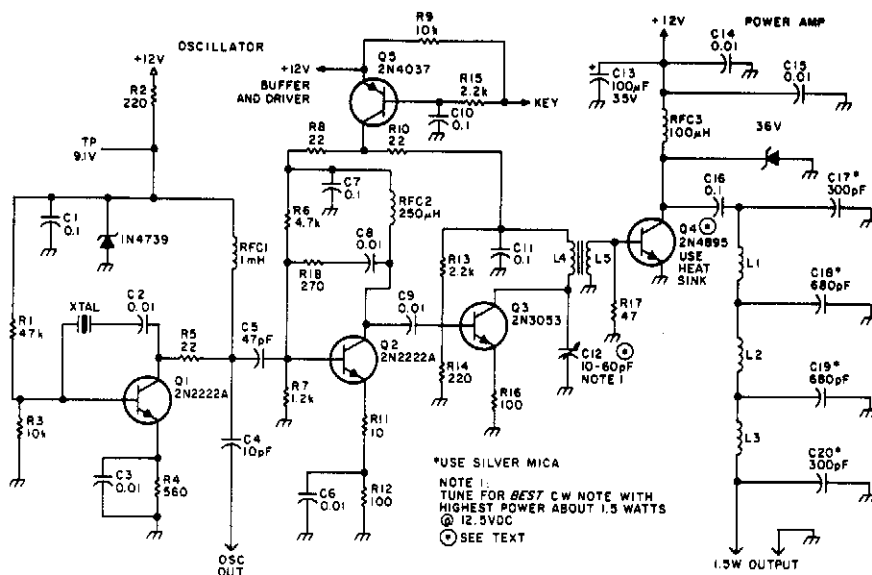 OSCILLATOR
+12V
R2
220
TP
9.1V
C1
0.1
1N4739
RFC1
1mH
R1
47k
XTAL
C2
0.01
R5
22
C5
47pF
Q1
2N2222A
R3
10k
C3
0.01
R4
560
C4
10pF
OSC
OUT
R9
10k
Q5
2N4037
+12V
BUFFER
AND DRIVER
R15
2.2k
KEY
C10
0.1
R8
22
R10
22
C7
0.1
RFC2
250µH
R6
4.7k
C8
0.01
R18
270
C9
0.01
Q2
2N2222A
R7
1.2k
R11
10
C6
0.01
R12
100
R13
2.2k
C11
0.1
L4
L5
Q3
2N3053
R14
220
R16
100
C12
10-60pF
NOTE 1
R17
47
POWER AMP
+12V
C14
0.01
C13
100µF
35V
+
C15
0.01
RFC3
100µH
36V
C16
0.1
C17*
300pF
Q4
2N4895
USE
HEAT
SINK
L1
C18*
680pF
L2
C19*
680pF
L3
C20*
300pF
1.5W OUTPUT
*USE SILVER MICA
NOTE 1:
TUNE FOR BEST CW NOTE WITH
HIGHEST POWER ABOUT 1.5 WATTS
@ 12.5VDC
(*) SEE TEXT